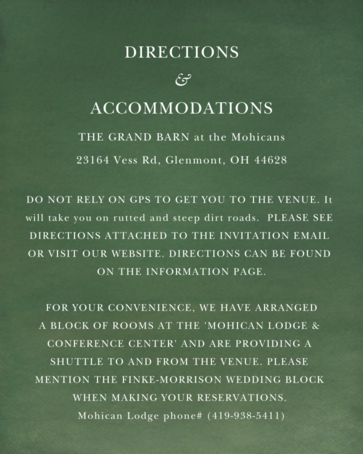 DIRECTIONS
&
ACCOMMODATIONS
THE GRAND BARN at the Mohicans
23164 Vess Rd, Glenmont, OH 44628
DO NOT RELY ON GPS TO GET YOU TO THE VENUE. It
will take you on rutted and steep dirt roads. PLEASE SEE
DIRECTIONS ATTACHED TO THE INVITATION EMAIL
OR VISIT OUR WEBSITE. DIRECTIONS CAN BE FOUND
ON THE INFORMATION PAGE.
FOR YOUR CONVENIENCE, WE HAVE ARRANGED
A BLOCK OF ROOMS AT THE 'MOHICAN LODGE &
CONFERENCE CENTER' AND ARE PROVIDING A
SHUTTLE TO AND FROM THE VENUE. PLEASE
MENTION THE FINKE-MORRISON WEDDING BLOCK
WHEN MAKING YOUR RESERVATIONS.
Mohican Lodge phone# (419-938-5411)